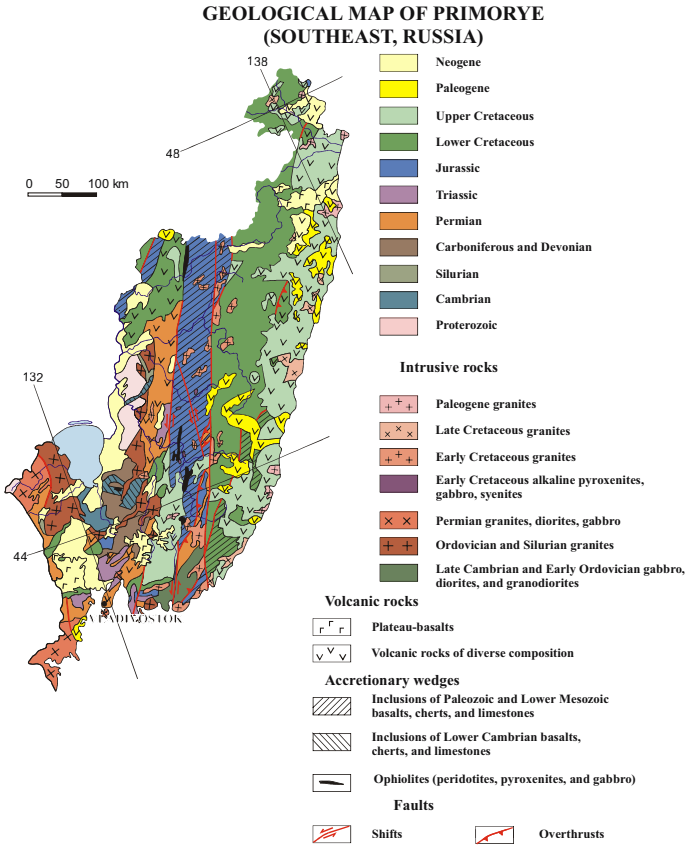 GEOLOGICAL MAP OF PRIMORYE
(SOUTHEAST, RUSSIA)
138
48
0 50 100 km
132
44
VLADIVOSTOK
Neogene
Paleogene
Upper Cretaceous
Lower Cretaceous
Jurassic
Triassic
Permian
Carboniferous and Devonian
Silurian
Cambrian
Proterozoic
Intrusive rocks
Paleogene granites
Late Cretaceous granites
Early Cretaceous granites
Early Cretaceous alkaline pyroxenites,
gabbro, syenites
Permian granites, diorites, gabbro
Ordovician and Silurian granites
Late Cambrian and Early Ordovician gabbro,
diorites, and granodiorites
Volcanic rocks
Plateau-basalts
Volcanic rocks of diverse composition
Accretionary wedges
Inclusions of Paleozoic and Lower Mesozoic
basalts, cherts, and limestones
Inclusions of Lower Cambrian basalts,
cherts, and limestones
Ophiolites (peridotites, pyroxenites, and gabbro)
Faults
Shifts
Overthrusts